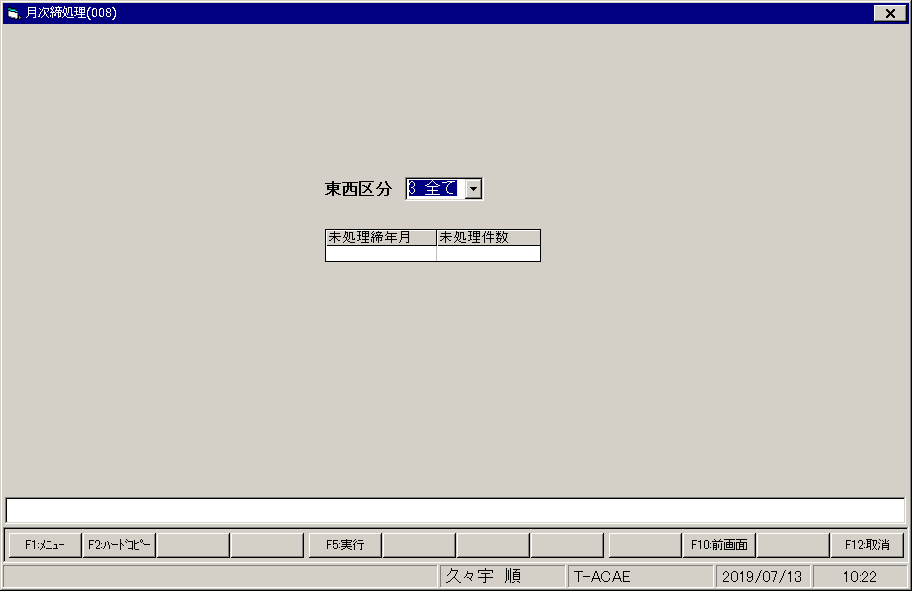 月次締処理(008)
東西区分 3 全て
未処理締年月 未処理件数
F1:ﾒﾆｭｰ F2:ﾊｰﾄﾞｺﾋﾟｰ F5:実行 F10:前画面 F12:取消
久々宇 順 T-ACAE 2019/07/13 10:22